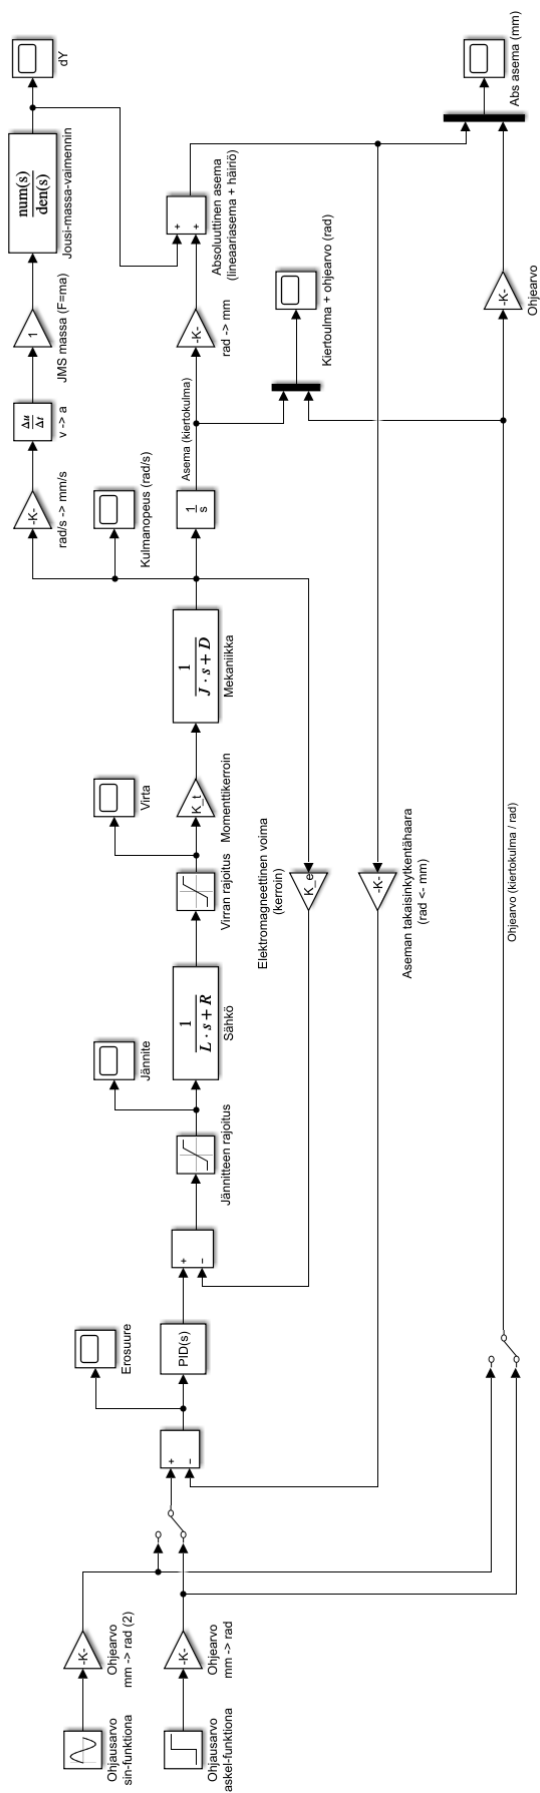 Ohjausarvo
sin-funktiona
-K-
Ohjearvo
mm -> rad (2)
Ohjausarvo
askel-funktiona
-K-
Ohjearvo
mm -> rad
+
−
Erosuure
PID(s)
+
−
Jännitteen rajoitus
Jännite
1
L · s + R
Sähkö
Virran rajoitus
Virta
K_t
Momenttikerroin
1
J · s + D
Mekaniikka
Kulmanopeus (rad/s)
-K-
rad/s -> mm/s
Δu
Δt
v -> a
1
JMS massa (F=ma)
num(s)
den(s)
Jousi-massa-vaimennin
dY
1
s
Asema (kiertokulma)
-K-
rad -> mm
+
+
Absoluuttinen asema
(lineaariasema + häiriö)
Kiertoulma + ohjearvo (rad)
Elektromagneettinen voima
(kerroin)
K_e
-K-
Aseman takaisinkytkentähaara
(rad <- mm)
Ohjearvo (kiertokulma / rad)
-K-
Ohjearvo
Abs asema (mm)